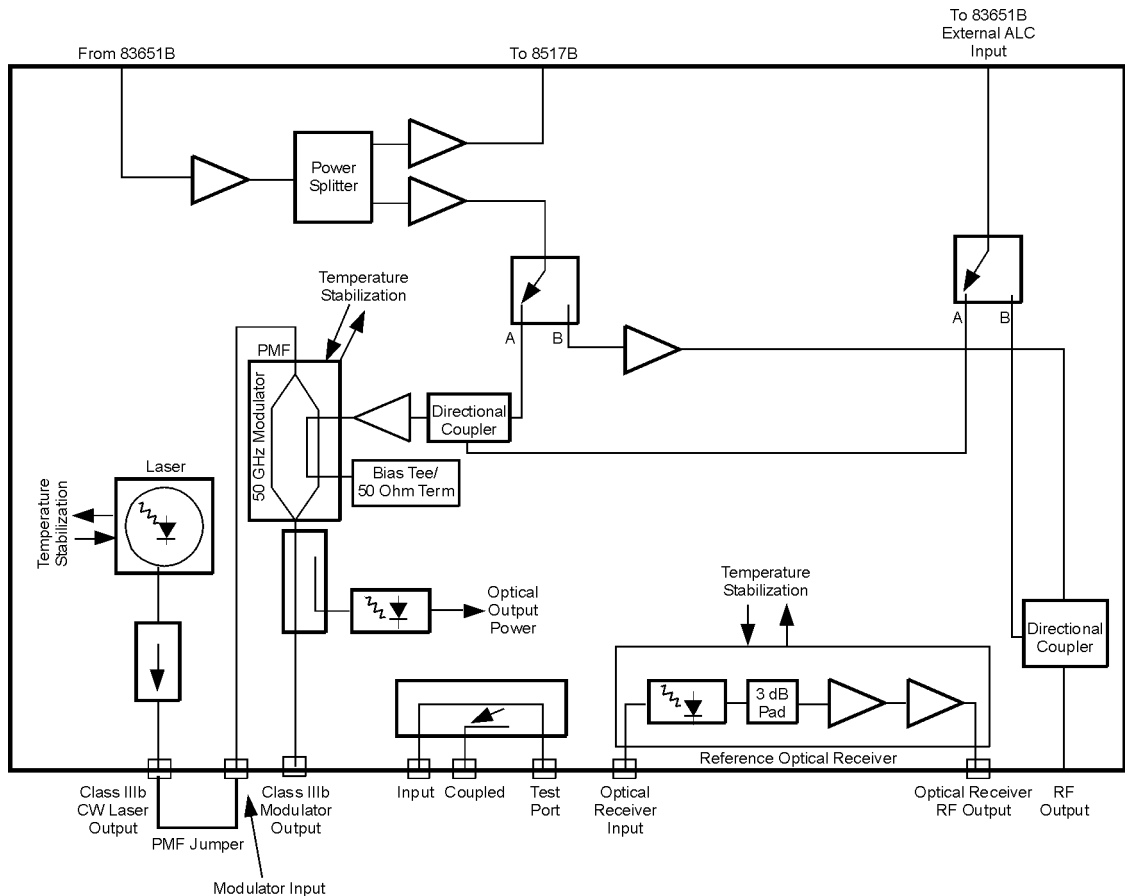 To 83651B
External ALC
Input
From 83651B
To 8517B
Power
Splitter
Temperature
Stabilization
A
B
A
B
PMF
50 GHz Modulator
Directional
Coupler
Bias Tee/
50 Ohm Term
Laser
Temperature
Stabilization
Optical
Output
Power
Temperature
Stabilization
Directional
Coupler
3 dB
Pad
Reference Optical Receiver
Class IIIb
CW Laser
Output
Class IIIb
Modulator
Output
Input
Coupled
Test
Port
Optical
Receiver
Input
Optical Receiver
RF Output
RF
Output
PMF Jumper
Modulator Input